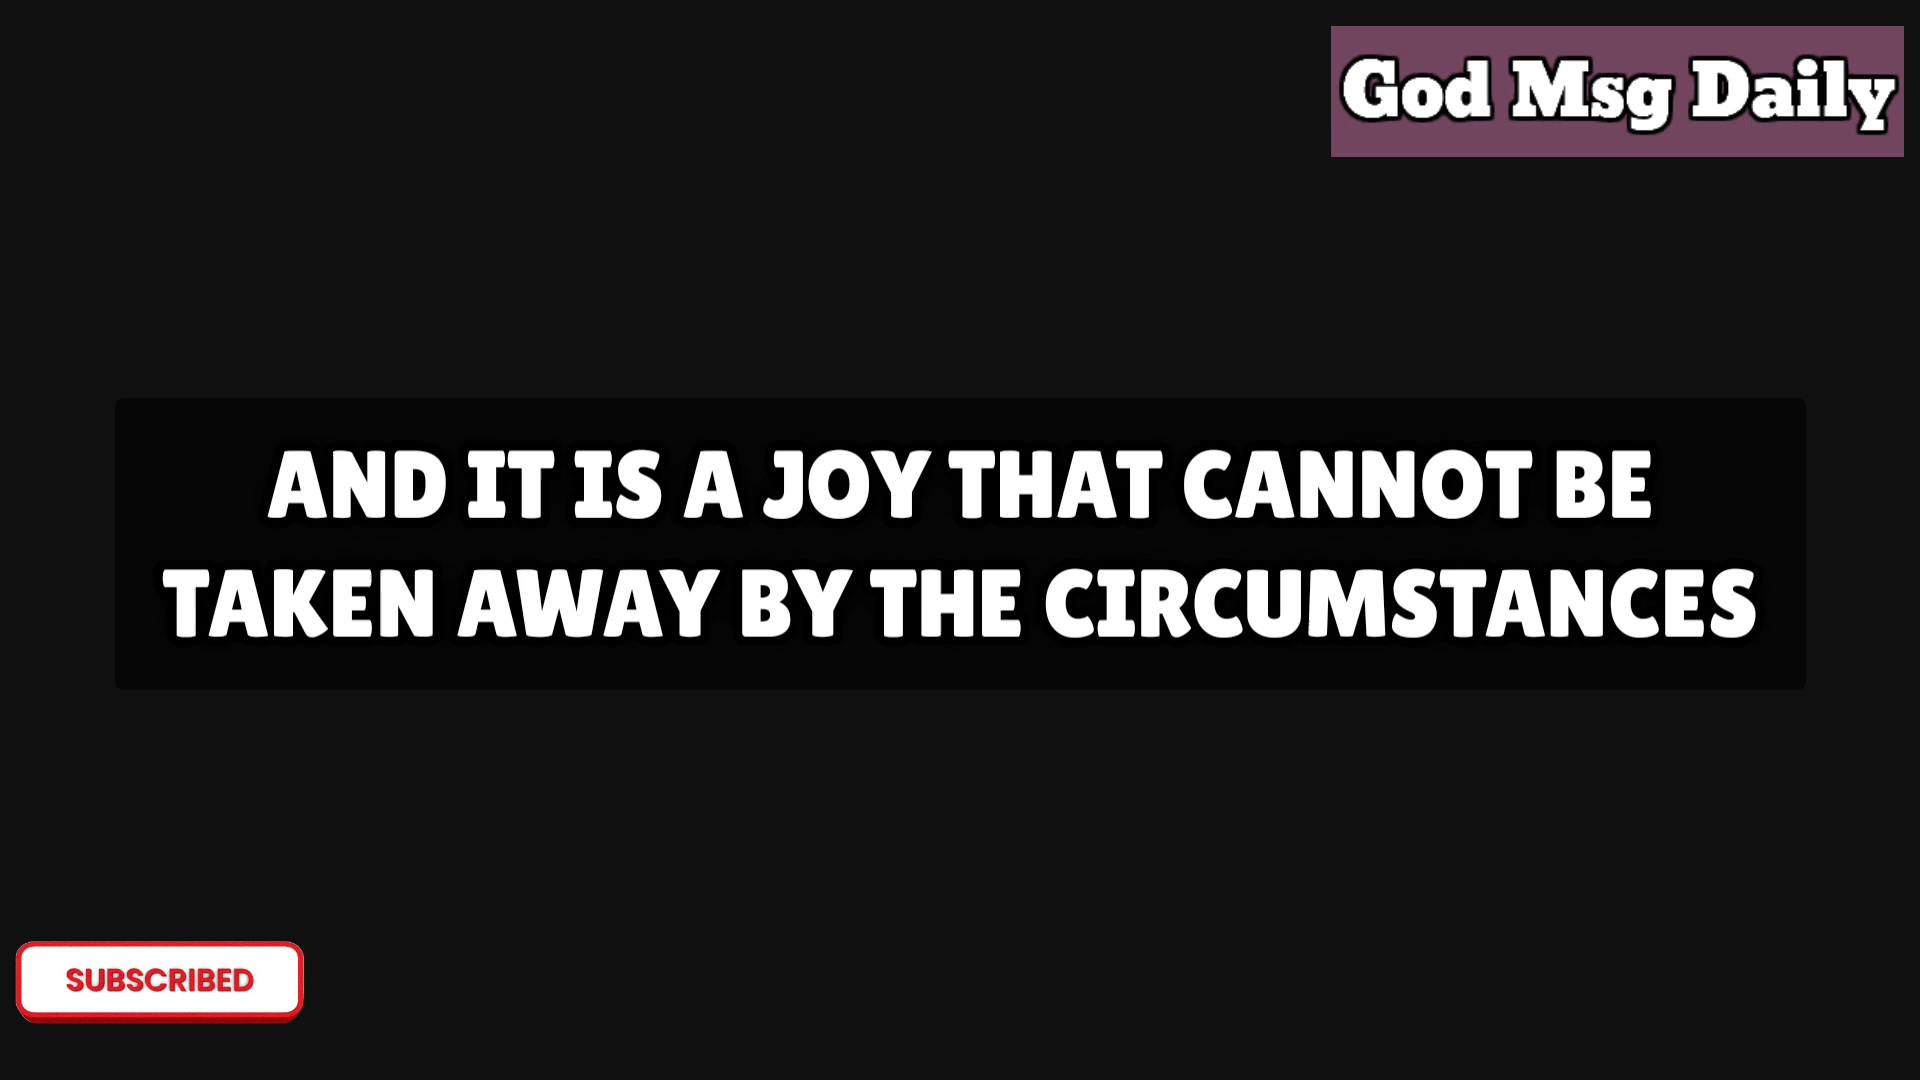 God Msg Daily
AND IT IS A JOY THAT CANNOT BE
TAKEN AWAY BY THE CIRCUMSTANCES
SUBSCRIBED